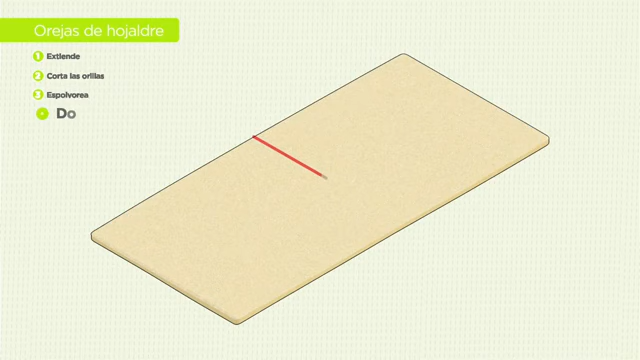 Orejas de hojaldre
1 Extiende
2 Corta las orillas
3 Espolvorea
Do